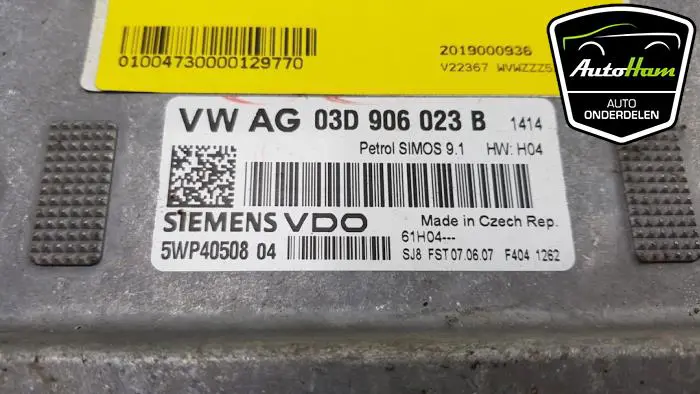 01004730000129770
2019000936
V22367 WVWZZZ
AutoHam
AUTO
ONDERDELEN
VW AG 03D 906 023 B 1414
Petrol SIMOS 9.1 HW: H04
SIEMENS VDO
Made in Czech Rep.
5WP40508 04
61H04---
SJ8 FST 07.06.07 F404 1262